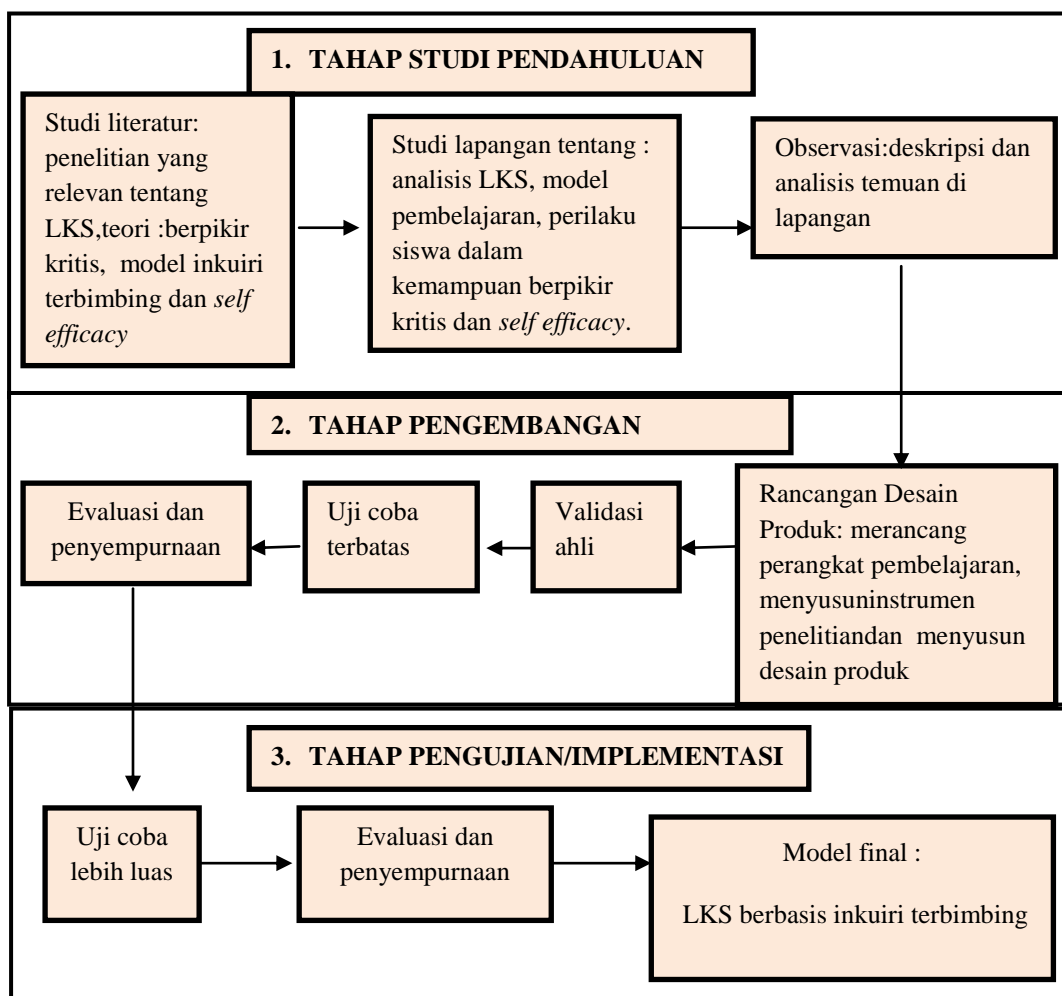 1. TAHAP STUDI PENDAHULUAN
Studi literatur:
penelitian yang
relevan tentang
LKS,teori :berpikir
kritis, model inkuiri
terbimbing dan self
efficacy
Studi lapangan tentang :
analisis LKS, model
pembelajaran, perilaku
siswa dalam
kemampuan berpikir
kritis dan self efficacy.
Observasi:deskripsi dan
analisis temuan di
lapangan
2. TAHAP PENGEMBANGAN
Rancangan Desain
Produk: merancang
perangkat pembelajaran,
menyusuninstrumen
penelitiandan menyusun
desain produk
Validasi
ahli
Uji coba
terbatas
Evaluasi dan
penyempurnaan
3. TAHAP PENGUJIAN/IMPLEMENTASI
Uji coba
lebih luas
Evaluasi dan
penyempurnaan
Model final :
LKS berbasis inkuiri terbimbing